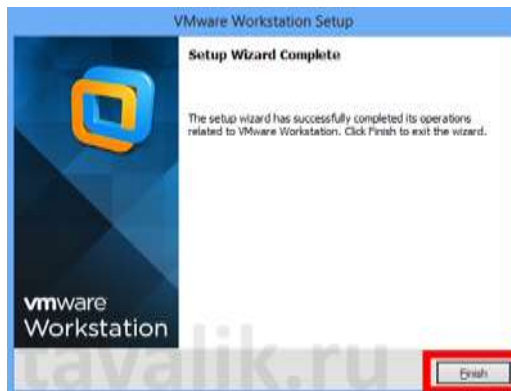 VMware Workstation Setup
Setup Wizard Complete
The setup wizard has successfully completed its operations
related to VMware Workstation. Click Finish to exit the wizard.
vmware
Workstation
tavalik.ru
Finish